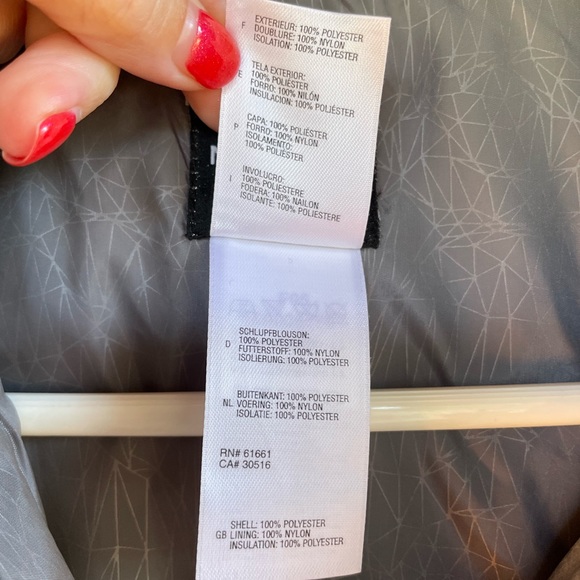 EXTERIEUR: 100% POLYESTER
F DOUBLURE: 100% NYLON
ISOLATION: 100% POLYESTER
TELA EXTERIOR:
E 100% POLIÉSTER
FORRO: 100% NILÓN
INSULACION: 100% POLIÉSTER
CAPA: 100% POLIÉSTER
P FORRO: 100% NYLON
ISOLAMENTO:
100% POLIÉSTER
INVOLUCRO:
I 100% POLIESTERE
FODERA: 100% NAILON
ISOLANTE: 100% POLIESTERE
SCHLUPFBLOUSON:
100% POLYESTER
D FUTTERSTOFF: 100% NYLON
ISOLIERUNG: 100% POLYESTER
BUITENKANT: 100% POLYESTER
NL VOERING: 100% NYLON
ISOLATIE: 100% POLYESTER
RN# 61661
CA# 30516
SHELL: 100% POLYESTER
GB LINING: 100% NYLON
INSULATION: 100% POLYESTER